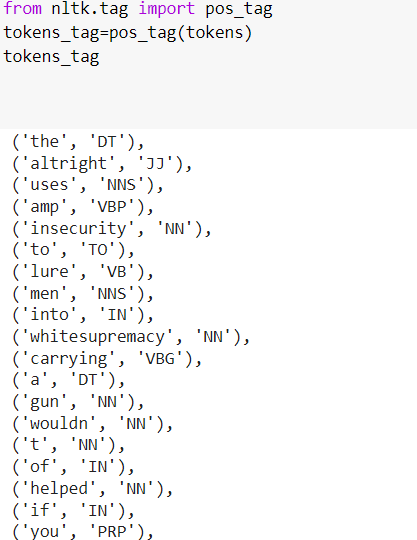 from nltk.tag import pos_tag
tokens_tag=pos_tag(tokens)
tokens_tag
('the', 'DT'),
('altright', 'JJ'),
('uses', 'NNS'),
('amp', 'VBP'),
('insecurity', 'NN'),
('to', 'TO'),
('lure', 'VB'),
('men', 'NNS'),
('into', 'IN'),
('whitesupremacy', 'NN'),
('carrying', 'VBG'),
('a', 'DT'),
('gun', 'NN'),
('wouldn', 'NN'),
('t', 'NN'),
('of', 'IN'),
('helped', 'NN'),
('if', 'IN'),
('you', 'PRP'),